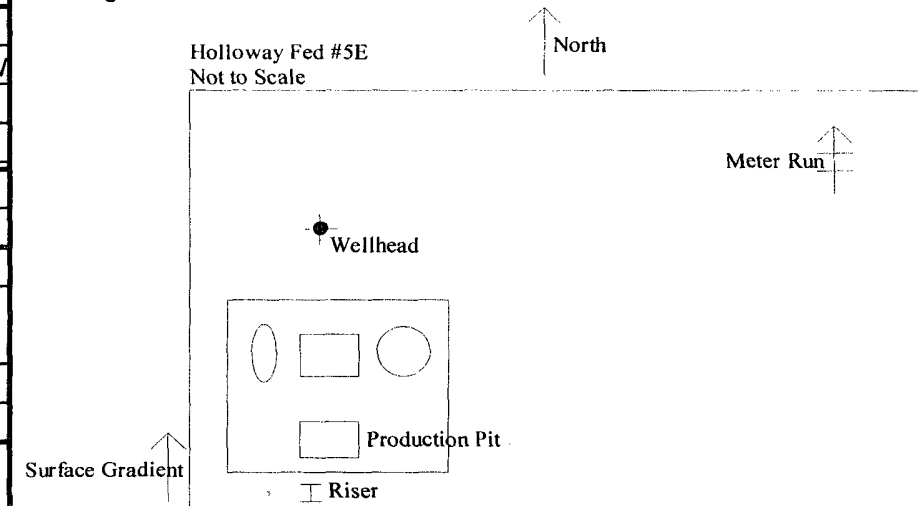 North
Holloway Fed #5E
Not to Scale
Meter Run
Wellhead
Production Pit
Surface Gradient
Riser